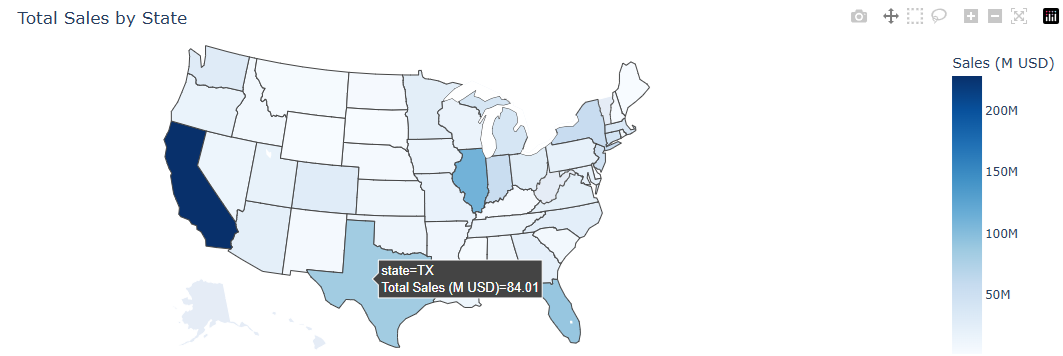 Total Sales by State
Sales (M USD)
200M
150M
100M
50M
state=TX
Total Sales (M USD)=84.01